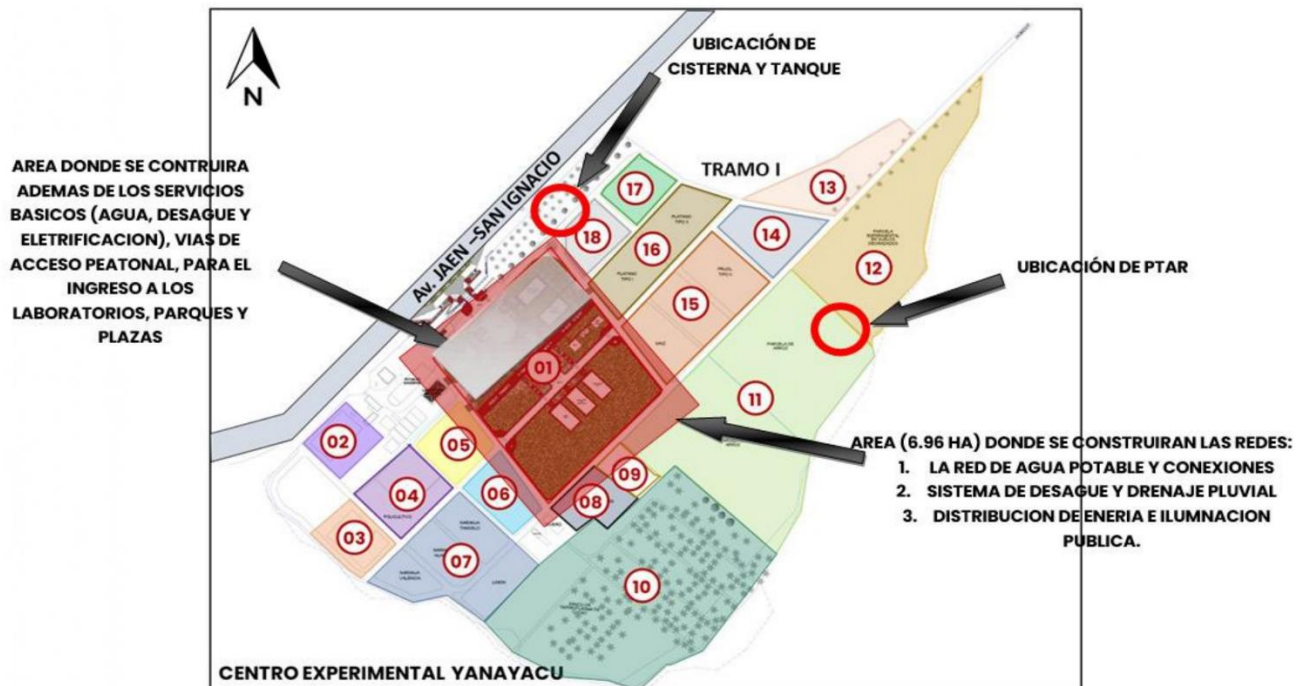 UBICACIÓN DE
CISTERNA Y TANQUE
N
AREA DONDE SE CONTRUIRA
ADEMAS DE LOS SERVICIOS
BASICOS (AGUA, DESAGUE Y
ELETRIFICACION), VIAS DE
ACCESO PEATONAL, PARA EL
INGRESO A LOS
LABORATORIOS, PARQUES Y
PLAZAS
Av. JAEN –SAN IGNACIO
TRAMO I
17
13
18
16
14
12
15
UBICACIÓN DE PTAR
01
11
02
05
04
06
09
08
03
07
10
AREA (6.96 HA) DONDE SE CONSTRUIRAN LAS REDES:
1. LA RED DE AGUA POTABLE Y CONEXIONES
2. SISTEMA DE DESAGUE Y DRENAJE PLUVIAL
3. DISTRIBUCION DE ENERIA E ILUMNACION
PUBLICA.
CENTRO EXPERIMENTAL YANAYACU